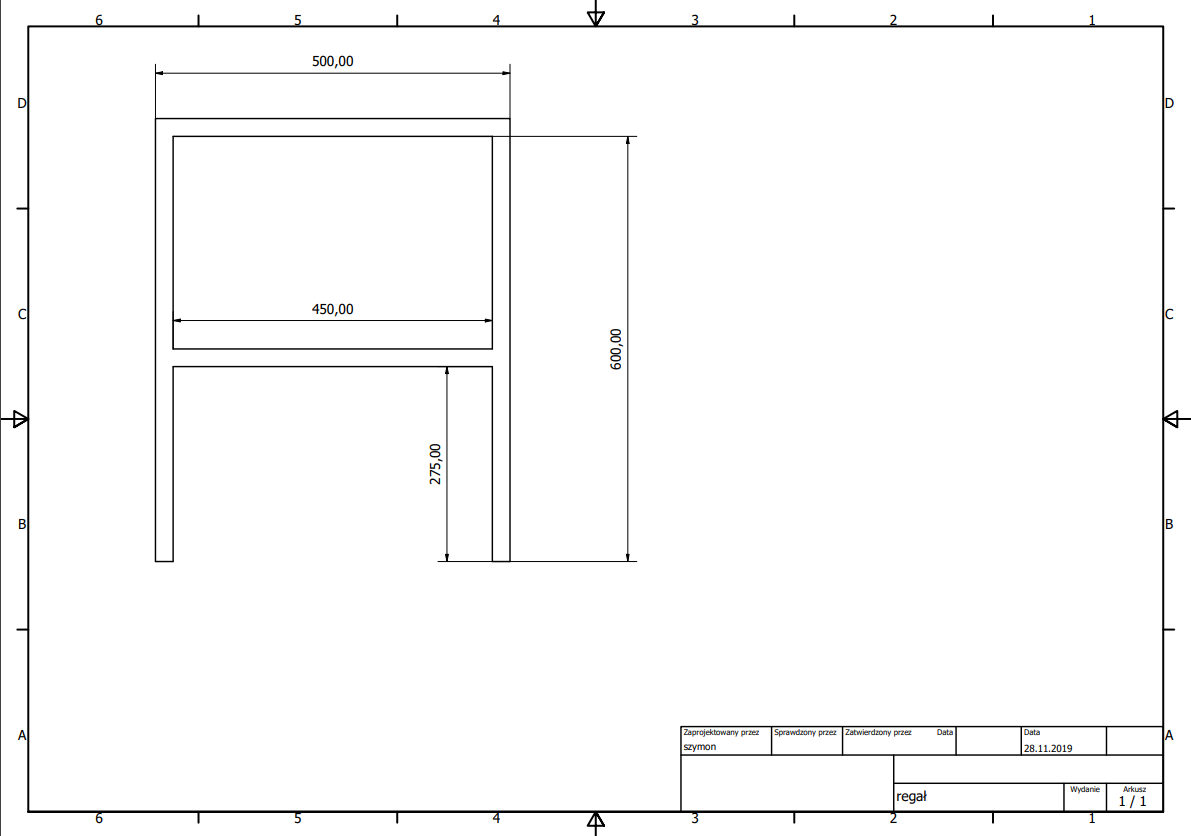 6 5 4 3 2 1
500,00
D D
450,00
C C
600,00
275,00
B B
A A
Zaprojektowany przez Sprawdzony przez Zatwierdzony przez Data Data
szymon 28.11.2019
Wydanie Arkusz
regał 1 / 1
6 5 4 3 2 1